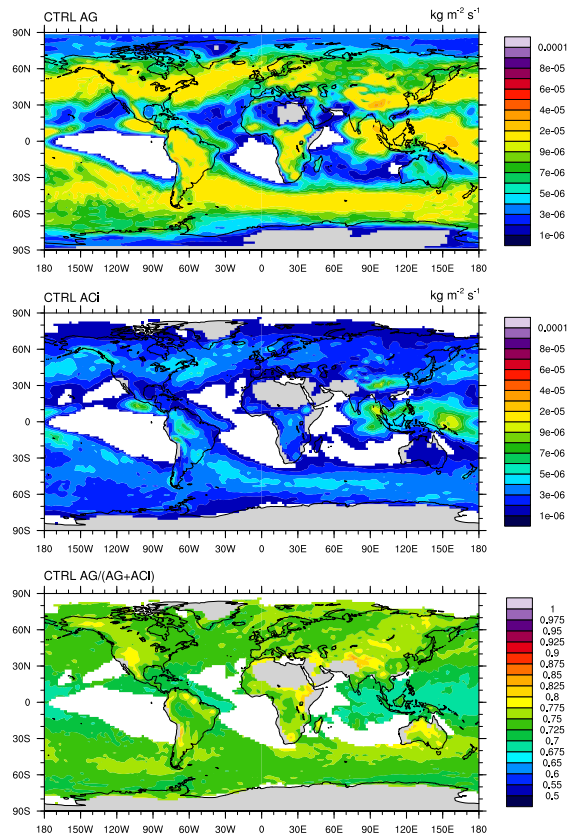 CTRL AG kg m⁻² s⁻¹
90N
60N
30N
0
30S
60S
90S
180 150W 120W 90W 60W 30W 0 30E 60E 90E 120E 150E 180
0.0001
8e-05
6e-05
4e-05
2e-05
9e-06
7e-06
5e-06
3e-06
1e-06
CTRL ACi kg m⁻² s⁻¹
90N
60N
30N
0
30S
60S
90S
180 150W 120W 90W 60W 30W 0 30E 60E 90E 120E 150E 180
0.0001
8e-05
6e-05
4e-05
2e-05
9e-06
7e-06
5e-06
3e-06
1e-06
CTRL AG/(AG+ACI)
90N
60N
30N
0
30S
60S
90S
180 150W 120W 90W 60W 30W 0 30E 60E 90E 120E 150E 180
1
0.975
0.95
0.925
0.9
0.875
0.85
0.825
0.8
0.775
0.75
0.725
0.7
0.675
0.65
0.6
0.55
0.5